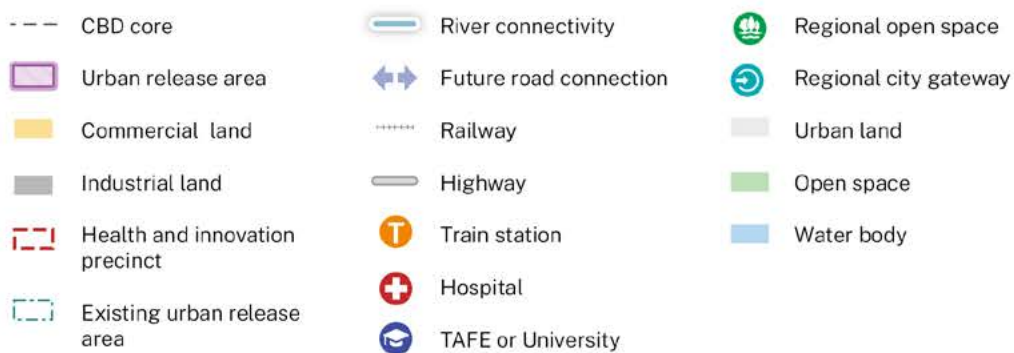 CBD core
Urban release area
Commercial land
Industrial land
Health and innovation
precinct
Existing urban release
area
River connectivity
Future road connection
Railway
Highway
T Train station
Hospital
TAFE or University
Regional open space
Regional city gateway
Urban land
Open space
Water body